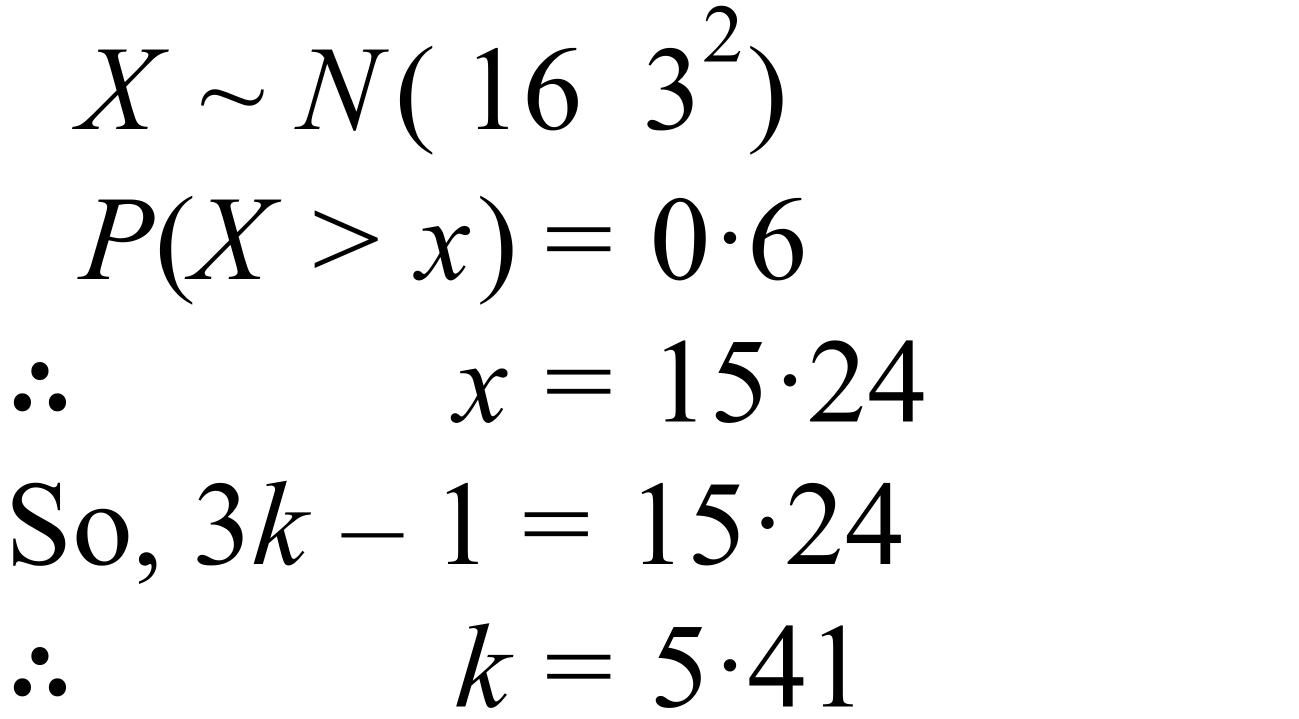 X ~ N( 16 3²)
P(X > x) = 0·6
∴ x = 15·24
So, 3k – 1 = 15·24
∴ k = 5·41